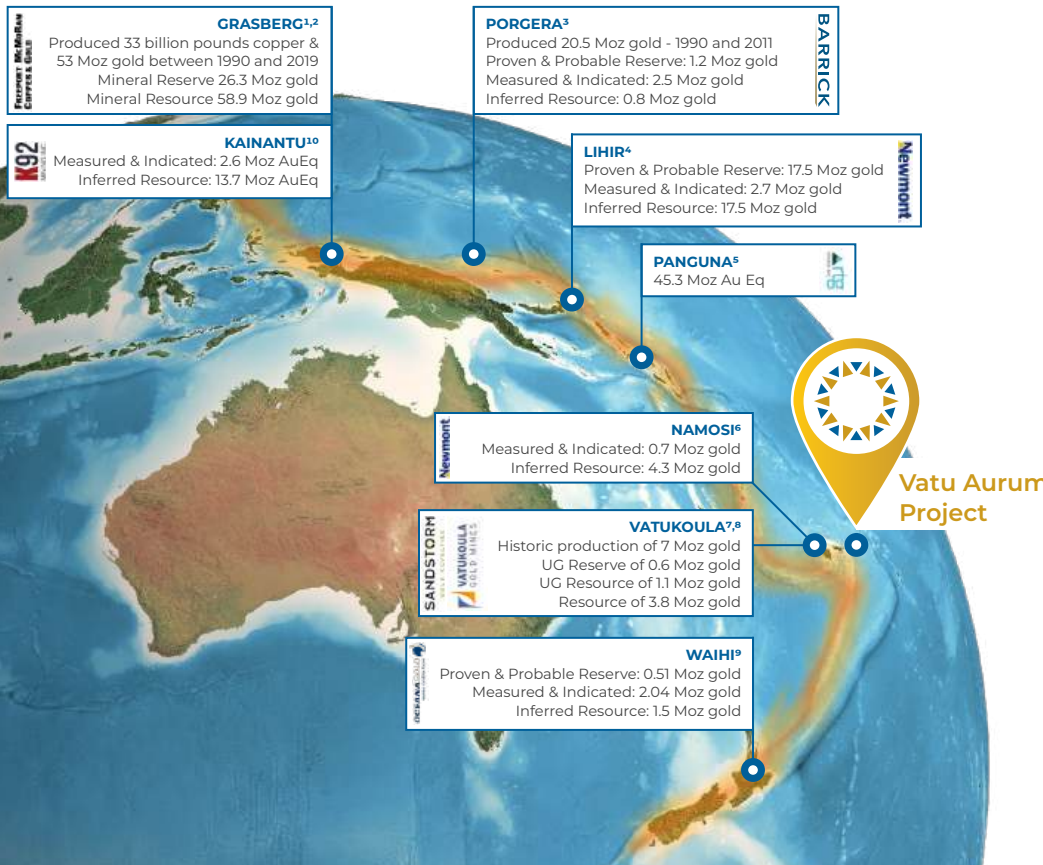 FREEPORT-MCMORAN
COPPER & GOLD
GRASBERG¹,²
Produced 33 billion pounds copper &
53 Moz gold between 1990 and 2019
Mineral Reserve 26.3 Moz gold
Mineral Resource 58.9 Moz gold
PORGERA³
Produced 20.5 Moz gold - 1990 and 2011
Proven & Probable Reserve: 1.2 Moz gold
Measured & Indicated: 2.5 Moz gold
Inferred Resource: 0.8 Moz gold
BARRICK
K92
MINING INC.
KAINANTU¹⁰
Measured & Indicated: 2.6 Moz AuEq
Inferred Resource: 13.7 Moz AuEq
LIHIR⁴
Proven & Probable Reserve: 17.5 Moz gold
Measured & Indicated: 2.7 Moz gold
Inferred Resource: 17.5 Moz gold
Newmont
PANGUNA⁵
45.3 Moz Au Eq
rtg
Newmont
NAMOSI⁶
Measured & Indicated: 0.7 Moz gold
Inferred Resource: 4.3 Moz gold
Vatu Aurum
Project
SANDSTORM
VATUKOULA
GOLD MINES
VATUKOULA⁷,⁸
Historic production of 7 Moz gold
UG Reserve of 0.6 Moz gold
UG Resource of 1.1 Moz gold
Resource of 3.8 Moz gold
OCEANAGOLD
WAIHI⁹
Proven & Probable Reserve: 0.51 Moz gold
Measured & Indicated: 2.04 Moz gold
Inferred Resource: 1.5 Moz gold